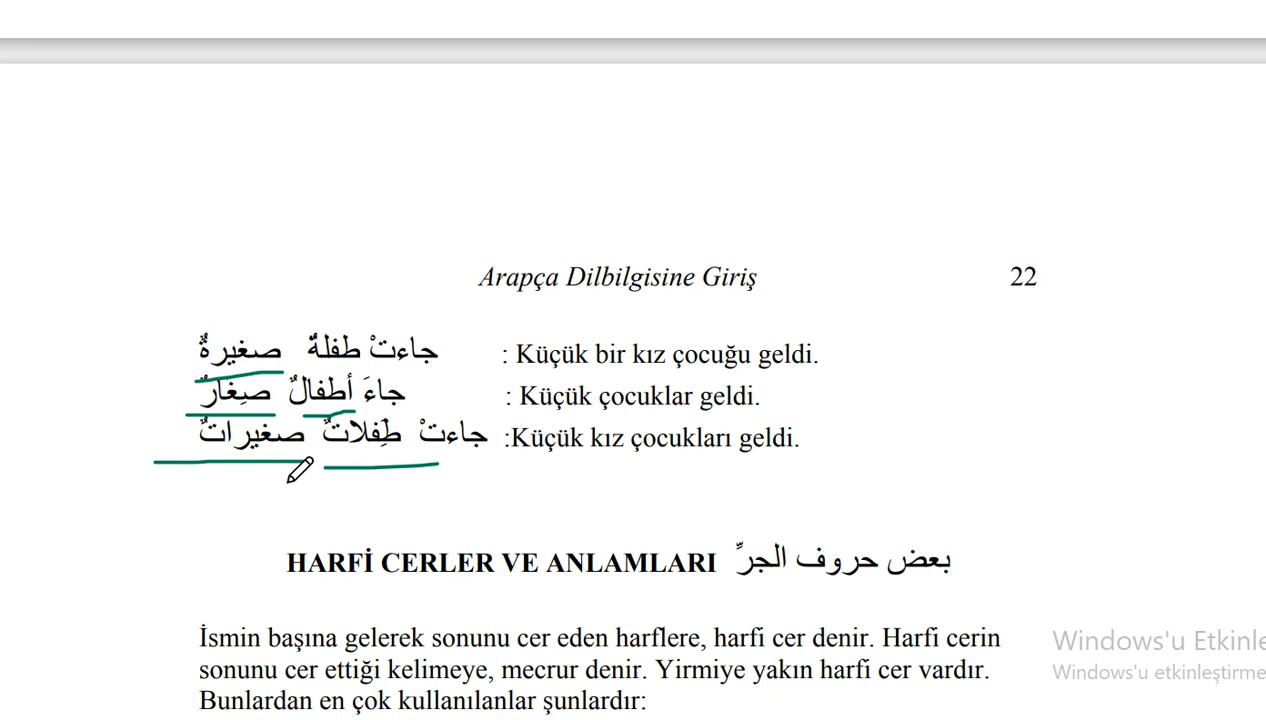 Arapça Dilbilgisine Giriş 22
جاءتْ طفلةٌ صغيرةٌ : Küçük bir kız çocuğu geldi.
جاءَ أطفالٌ صِغَارٌ : Küçük çocuklar geldi.
جاءتْ طَِفلاتٌ صغيراتٌ :Küçük kız çocukları geldi.
HARFİ CERLER VE ANLAMLARI بعض حروف الجرِّ
İsmin başına gelerek sonunu cer eden harflere, harfi cer denir. Harfi cerin
sonunu cer ettiği kelimeye, mecrur denir. Yirmiye yakın harfi cer vardır.
Bunlardan en çok kullanılanlar şunlardır:
Windows'u Etkinle
Windows'u etkinleştirme